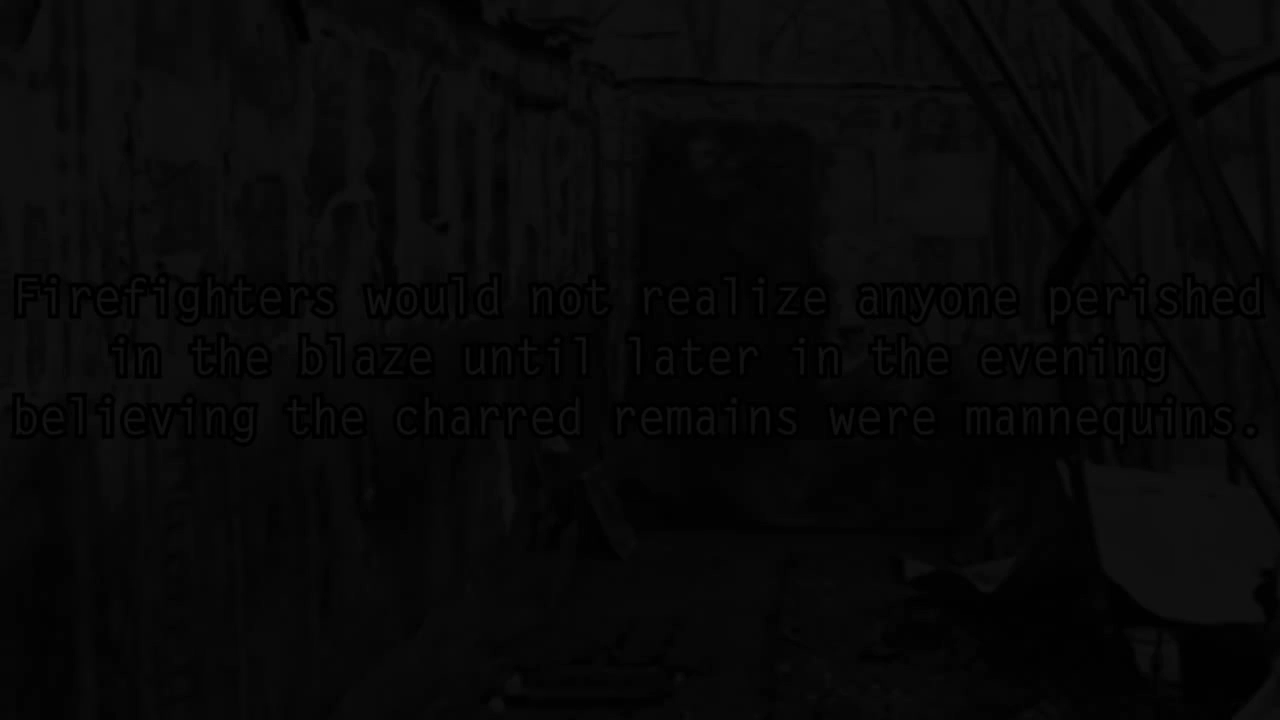 Firefighters would not realize anyone perished
in the blaze until later in the evening
believing the charred remains were mannequins.